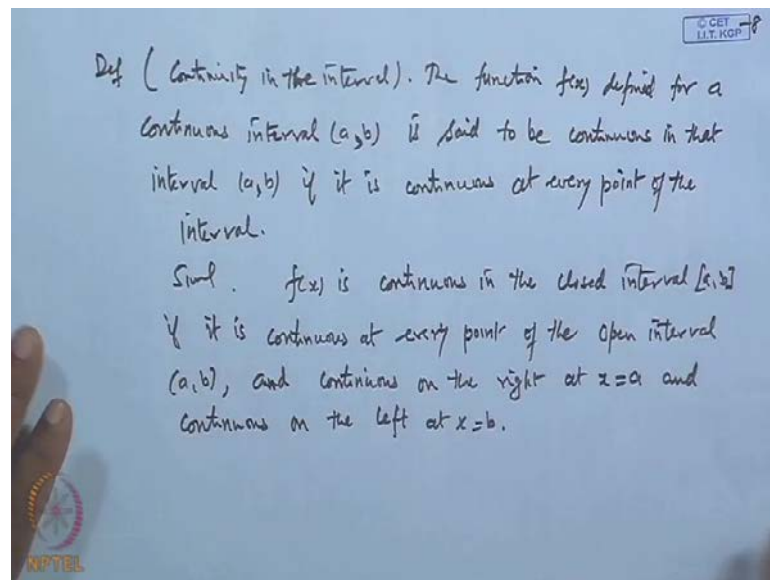 © CET
I.I.T. KGP
-8
Def ( Continuity in the interval). The function f(x) defined for a
continuous interval (a,b) is said to be continuous in that
interval (a,b) if it is continuous at every point of the
interval.
Siml. f(x) is continuous in the closed interval [a,b]
if it is continuous at every point of the open interval
(a,b), and continuous on the right at x=a and
continuous on the left at x=b.
NPTEL